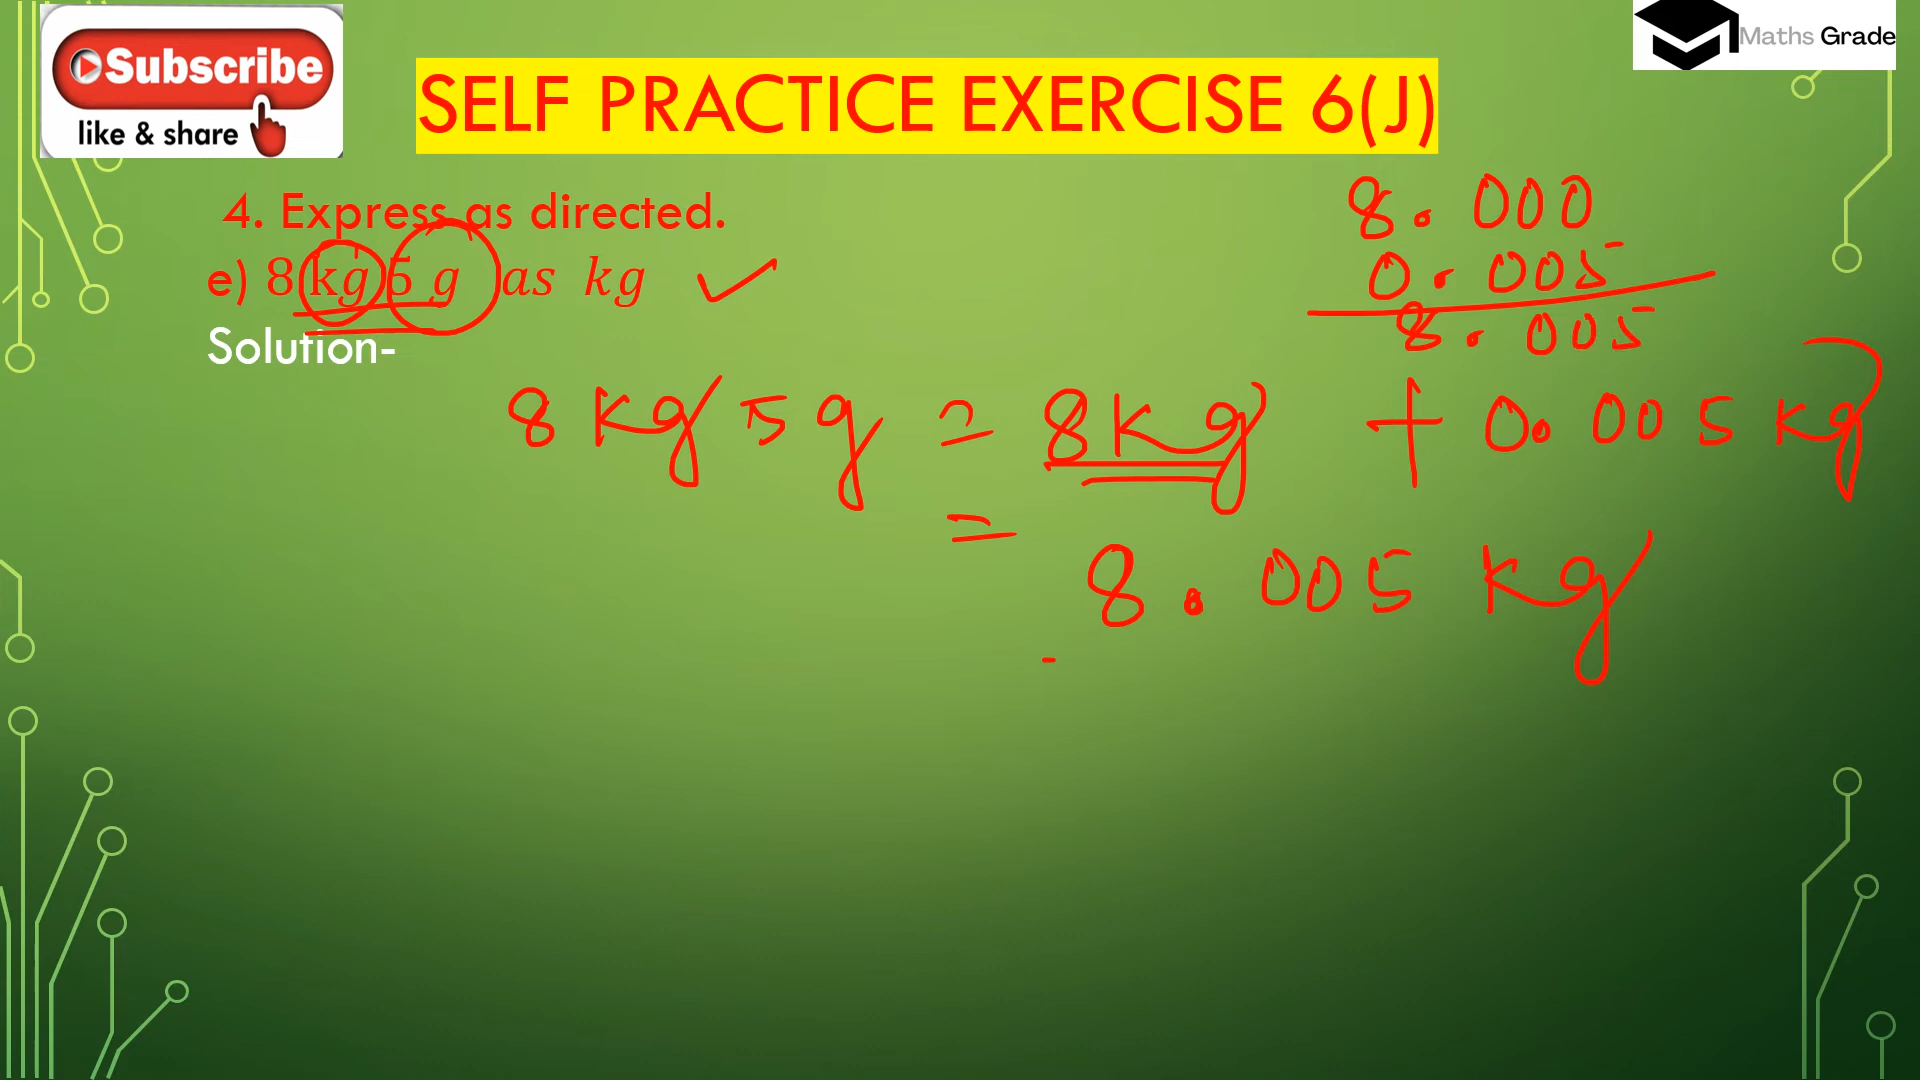 Subscribe
like & share
Maths Grade
SELF PRACTICE EXERCISE 6(J)
4. Express as directed.
e) 8 kg 5 g as kg
Solution-
8.000
0.005
8.005
8 kg 5 g = 8 kg + 0.005 kg
= 8.005 kg